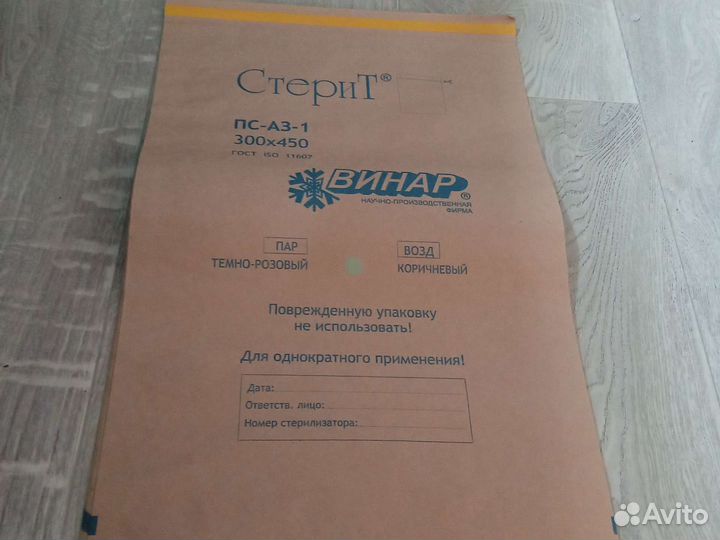 СтериТ®
ПС-АЗ-1
300х450
ГОСТ ISO 11607
ВИНАР®
НАУЧНО-ПРОИЗВОДСТВЕННАЯ
ФИРМА
ПАР
ТЕМНО-РОЗОВЫЙ
ВОЗД
КОРИЧНЕВЫЙ
Поврежденную упаковку
не использовать!
Для однократного применения!
Дата:
Ответств. лицо:
Номер стерилизатора:
Avito